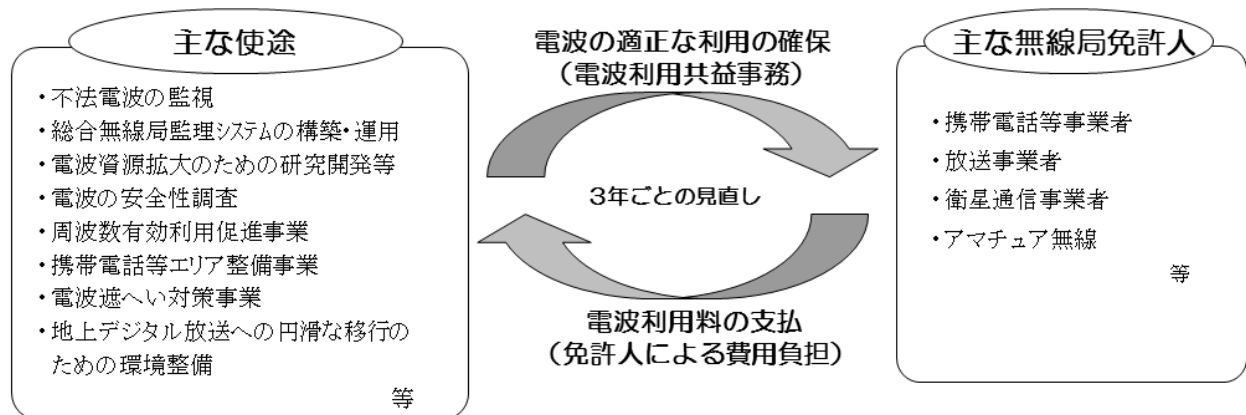 主な使途
・不法電波の監視
・総合無線局監理システムの構築・運用
・電波資源拡大のための研究開発等
・電波の安全性調査
・周波数有効利用促進事業
・携帯電話等エリア整備事業
・電波遮へい対策事業
・地上デジタル放送への円滑な移行の
ための環境整備
等
電波の適正な利用の確保
（電波利用共益事務）
3年ごとの見直し
電波利用料の支払
（免許人による費用負担）
主な無線局免許人
・携帯電話等事業者
・放送事業者
・衛星通信事業者
・アマチュア無線
等